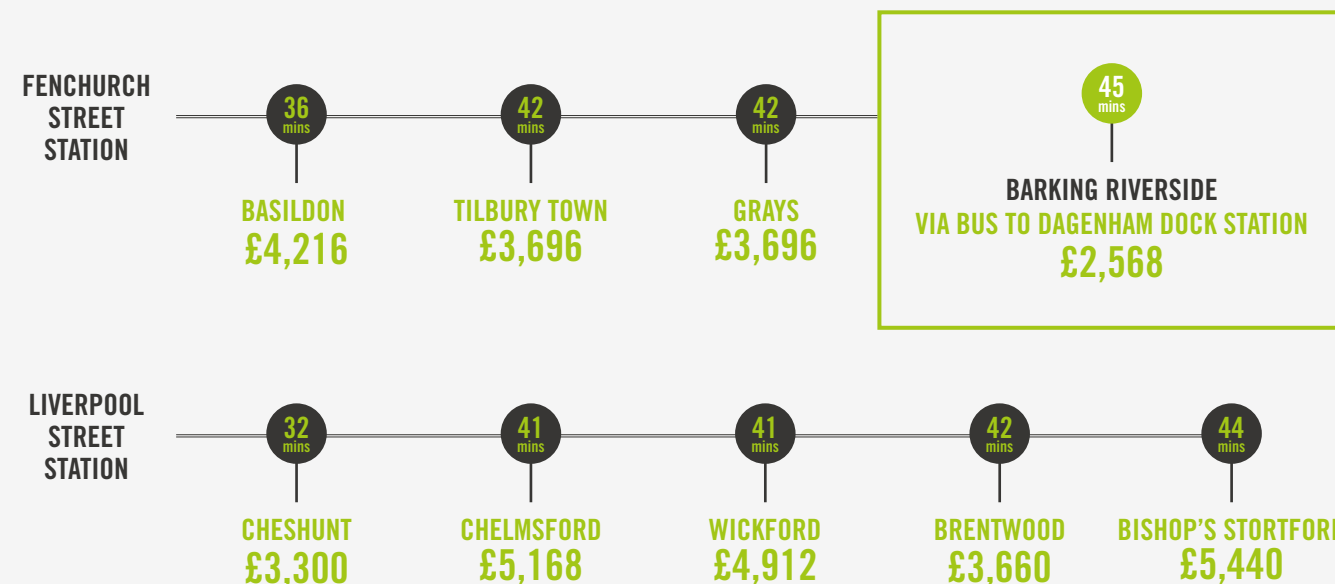 FENCHURCH
STREET
STATION
36
mins
BASILDON
£4,216
42
mins
TILBURY TOWN
£3,696
42
mins
GRAYS
£3,696
45
mins
BARKING RIVERSIDE
VIA BUS TO DAGENHAM DOCK STATION
£2,568
LIVERPOOL
STREET
STATION
32
mins
CHESHUNT
£3,300
41
mins
CHELMSFORD
£5,168
41
mins
WICKFORD
£4,912
42
mins
BRENTWOOD
£3,660
44
mins
BISHOP'S STORTFORD
£5,440